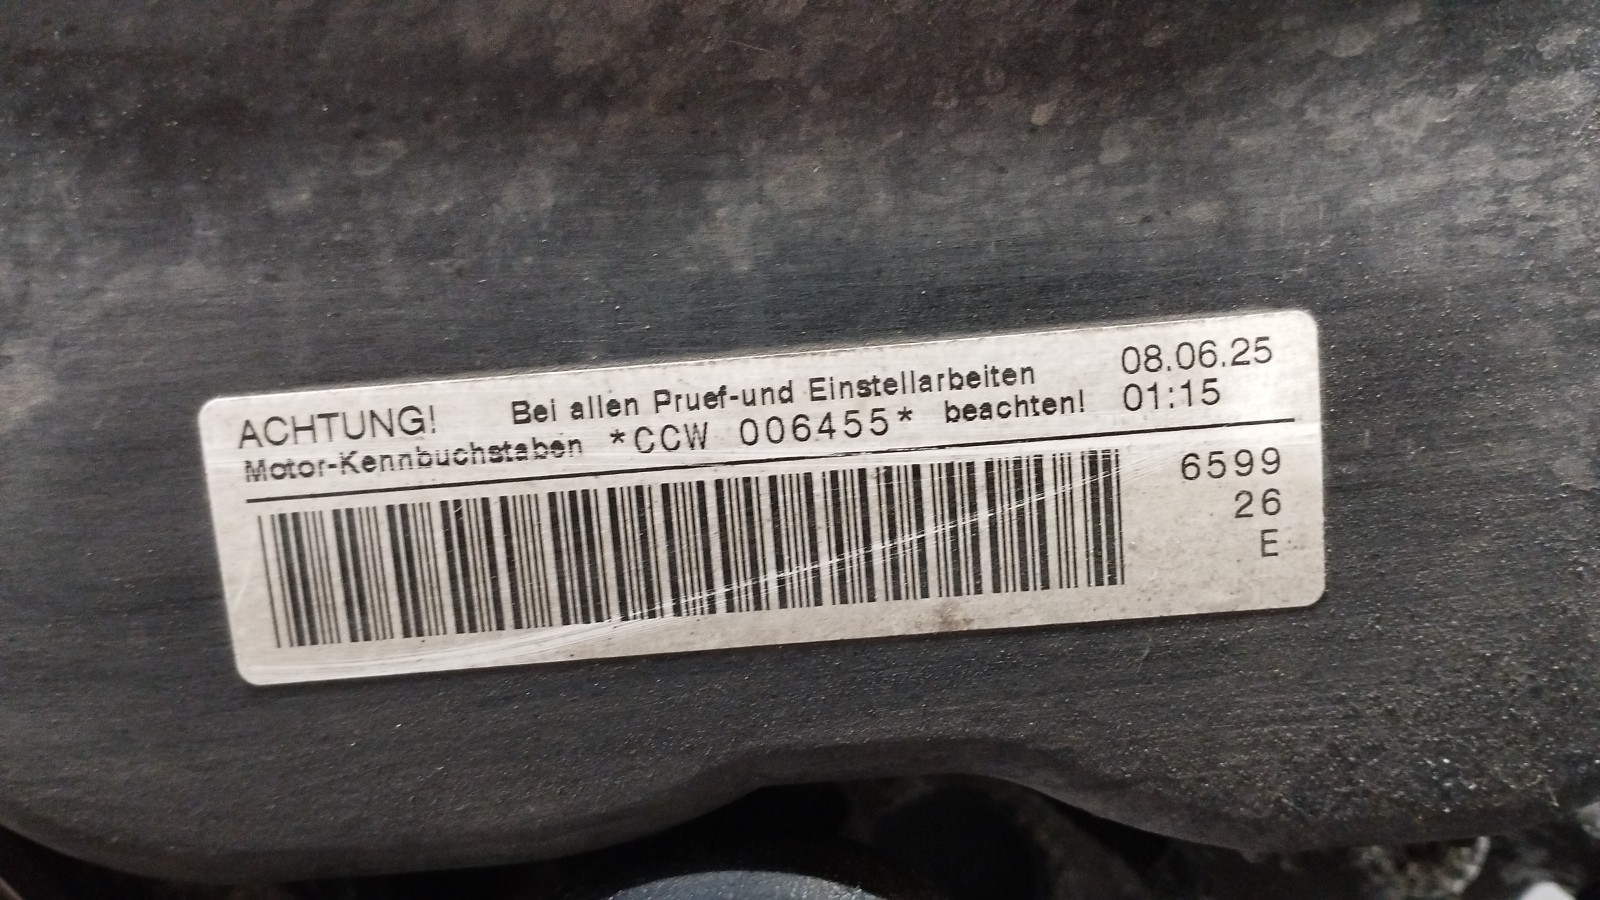 ACHTUNG! Bei allen Pruef-und Einstellarbeiten 08.06.25
Motor-Kennbuchstaben *CCW 006455* beachten! 01:15
6599
26
E